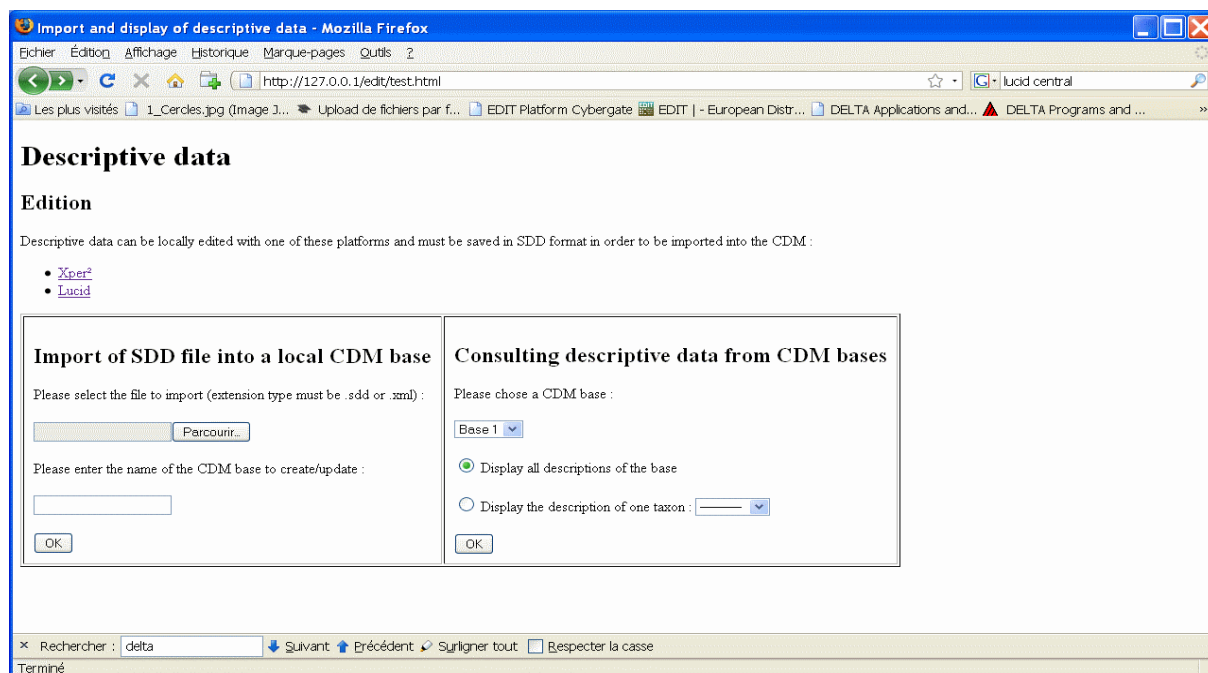 Import and display of descriptive data - Mozilla Firefox
Fichier Édition Affichage Historique Marque-pages Outils ?
http://127.0.0.1/edit/test.html G lucid central
Les plus visités 1_Cercles.jpg (Image J... Upload de fichiers par f... EDIT Platform Cybergate EDIT | - European Distr... DELTA Applications and... DELTA Programs and ... »
Descriptive data
Edition
Descriptive data can be locally edited with one of these platforms and must be saved in SDD format in order to be imported into the CDM :
Xper²
Lucid
Import of SDD file into a local CDM base
Please select the file to import (extension type must be .sdd or .xml) :
Parcourir...
Please enter the name of the CDM base to create/update :
OK
Consulting descriptive data from CDM bases
Please chose a CDM base :
Base 1
Display all descriptions of the base
Display the description of one taxon : ———
OK
× Rechercher : delta Suivant Précédent Surligner tout Respecter la casse
Terminé